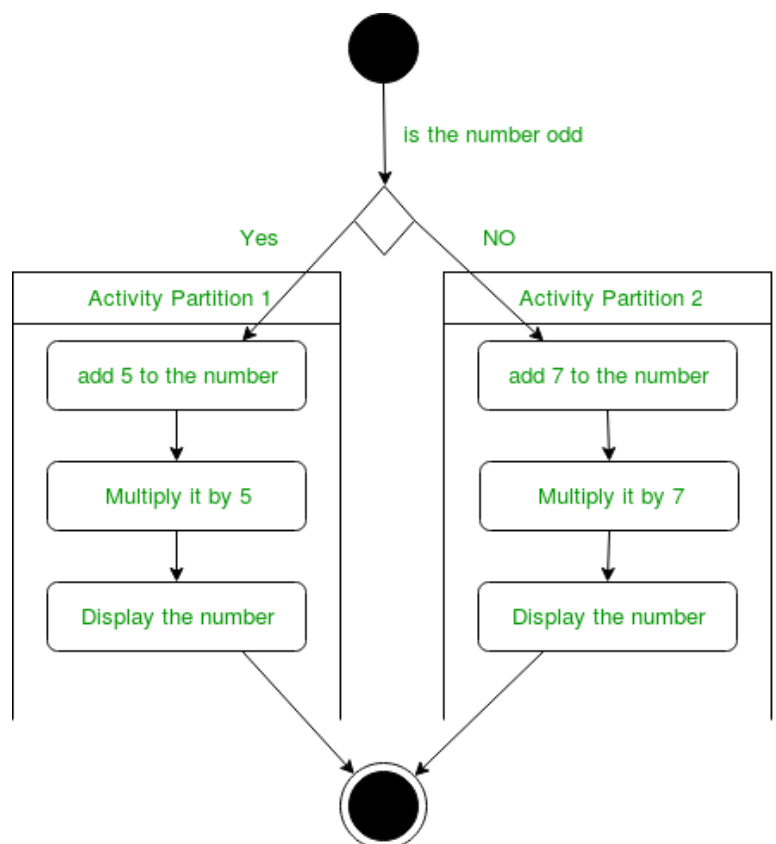 is the number odd
Yes
NO
Activity Partition 1
Activity Partition 2
add 5 to the number
add 7 to the number
Multiply it by 5
Multiply it by 7
Display the number
Display the number